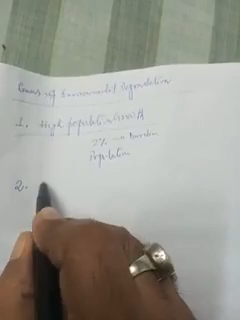 Causes of Environmental Degradation
1. High population Growth
2% → Burden
Population
2.